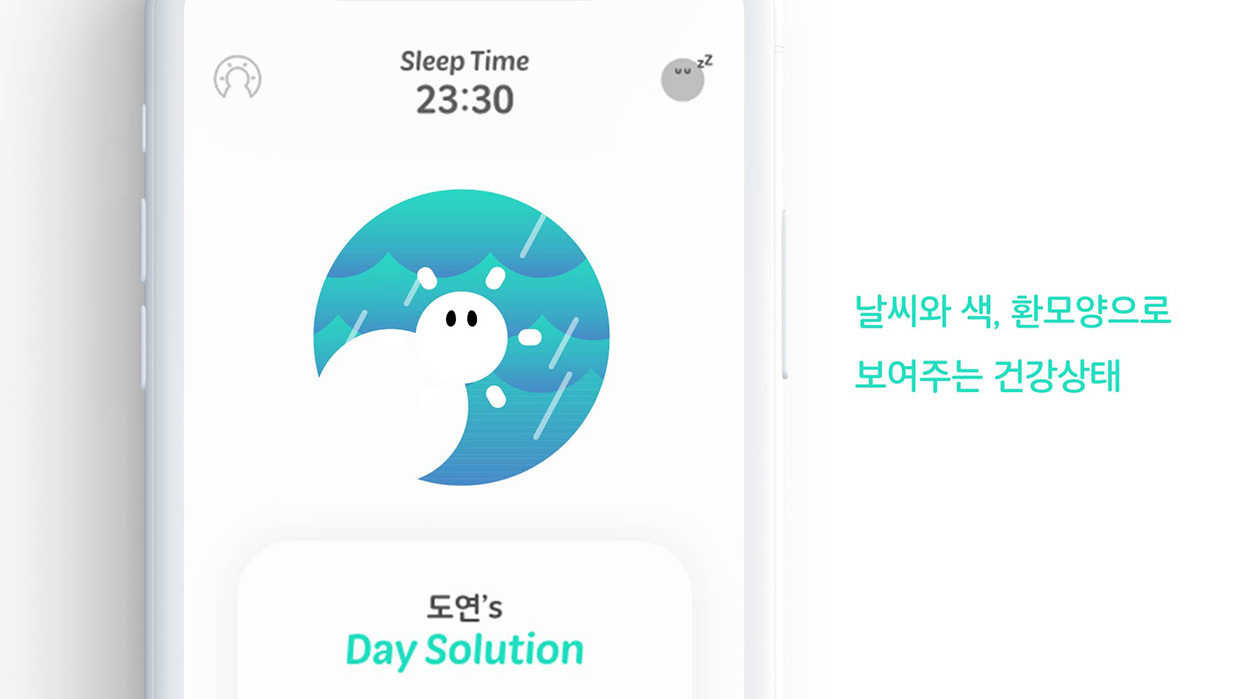 Sleep Time
zZ
23:30
날씨와 색, 환모양으로
보여주는 건강상태
도연's
Day Solution